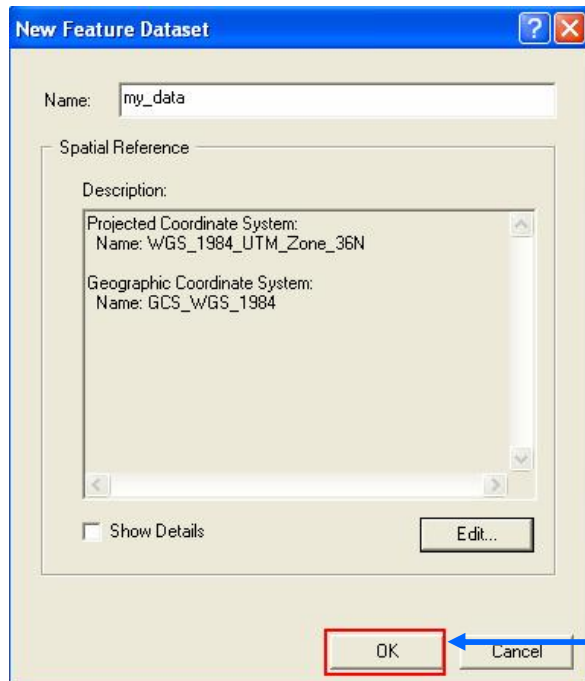 New Feature Dataset
Name: my_data
Spatial Reference
Description:
Projected Coordinate System:
Name: WGS_1984_UTM_Zone_36N
Geographic Coordinate System:
Name: GCS_WGS_1984
Show Details
Edit...
OK
Cancel